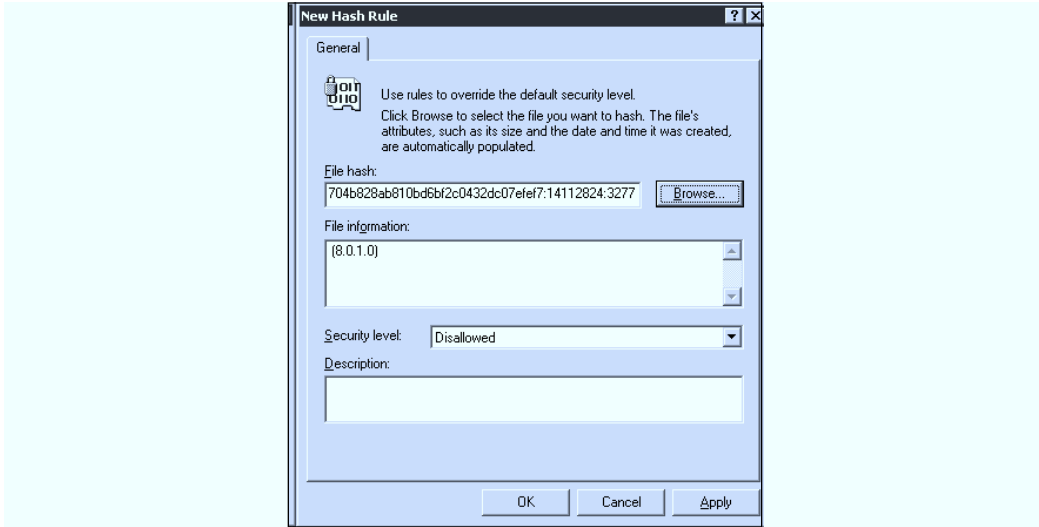 New Hash Rule
General
Use rules to override the default security level.
Click Browse to select the file you want to hash. The file's
attributes, such as its size and the date and time it was created,
are automatically populated.
File hash:
704b828ab810bd6bf2c0432dc07efef7:14112824:3277
Browse...
File information:
(8.0.1.0)
Security level:
Disallowed
Description:
OK
Cancel
Apply